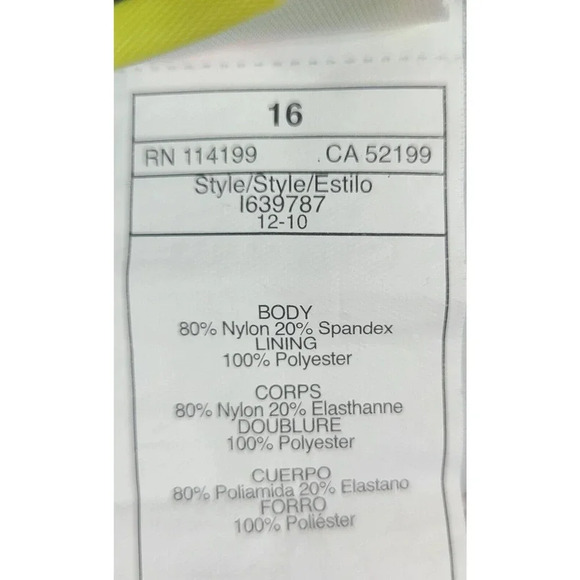 16
RN 114199 .CA 52199
Style/Style/Estilo
I639787
12-10
BODY
80% Nylon 20% Spandex
LINING
100% Polyester
CORPS
80% Nylon 20% Elasthanne
DOUBLURE
100% Polyester
CUERPO
80% Poliamida 20% Elastano
FORRO
100% Poliéster